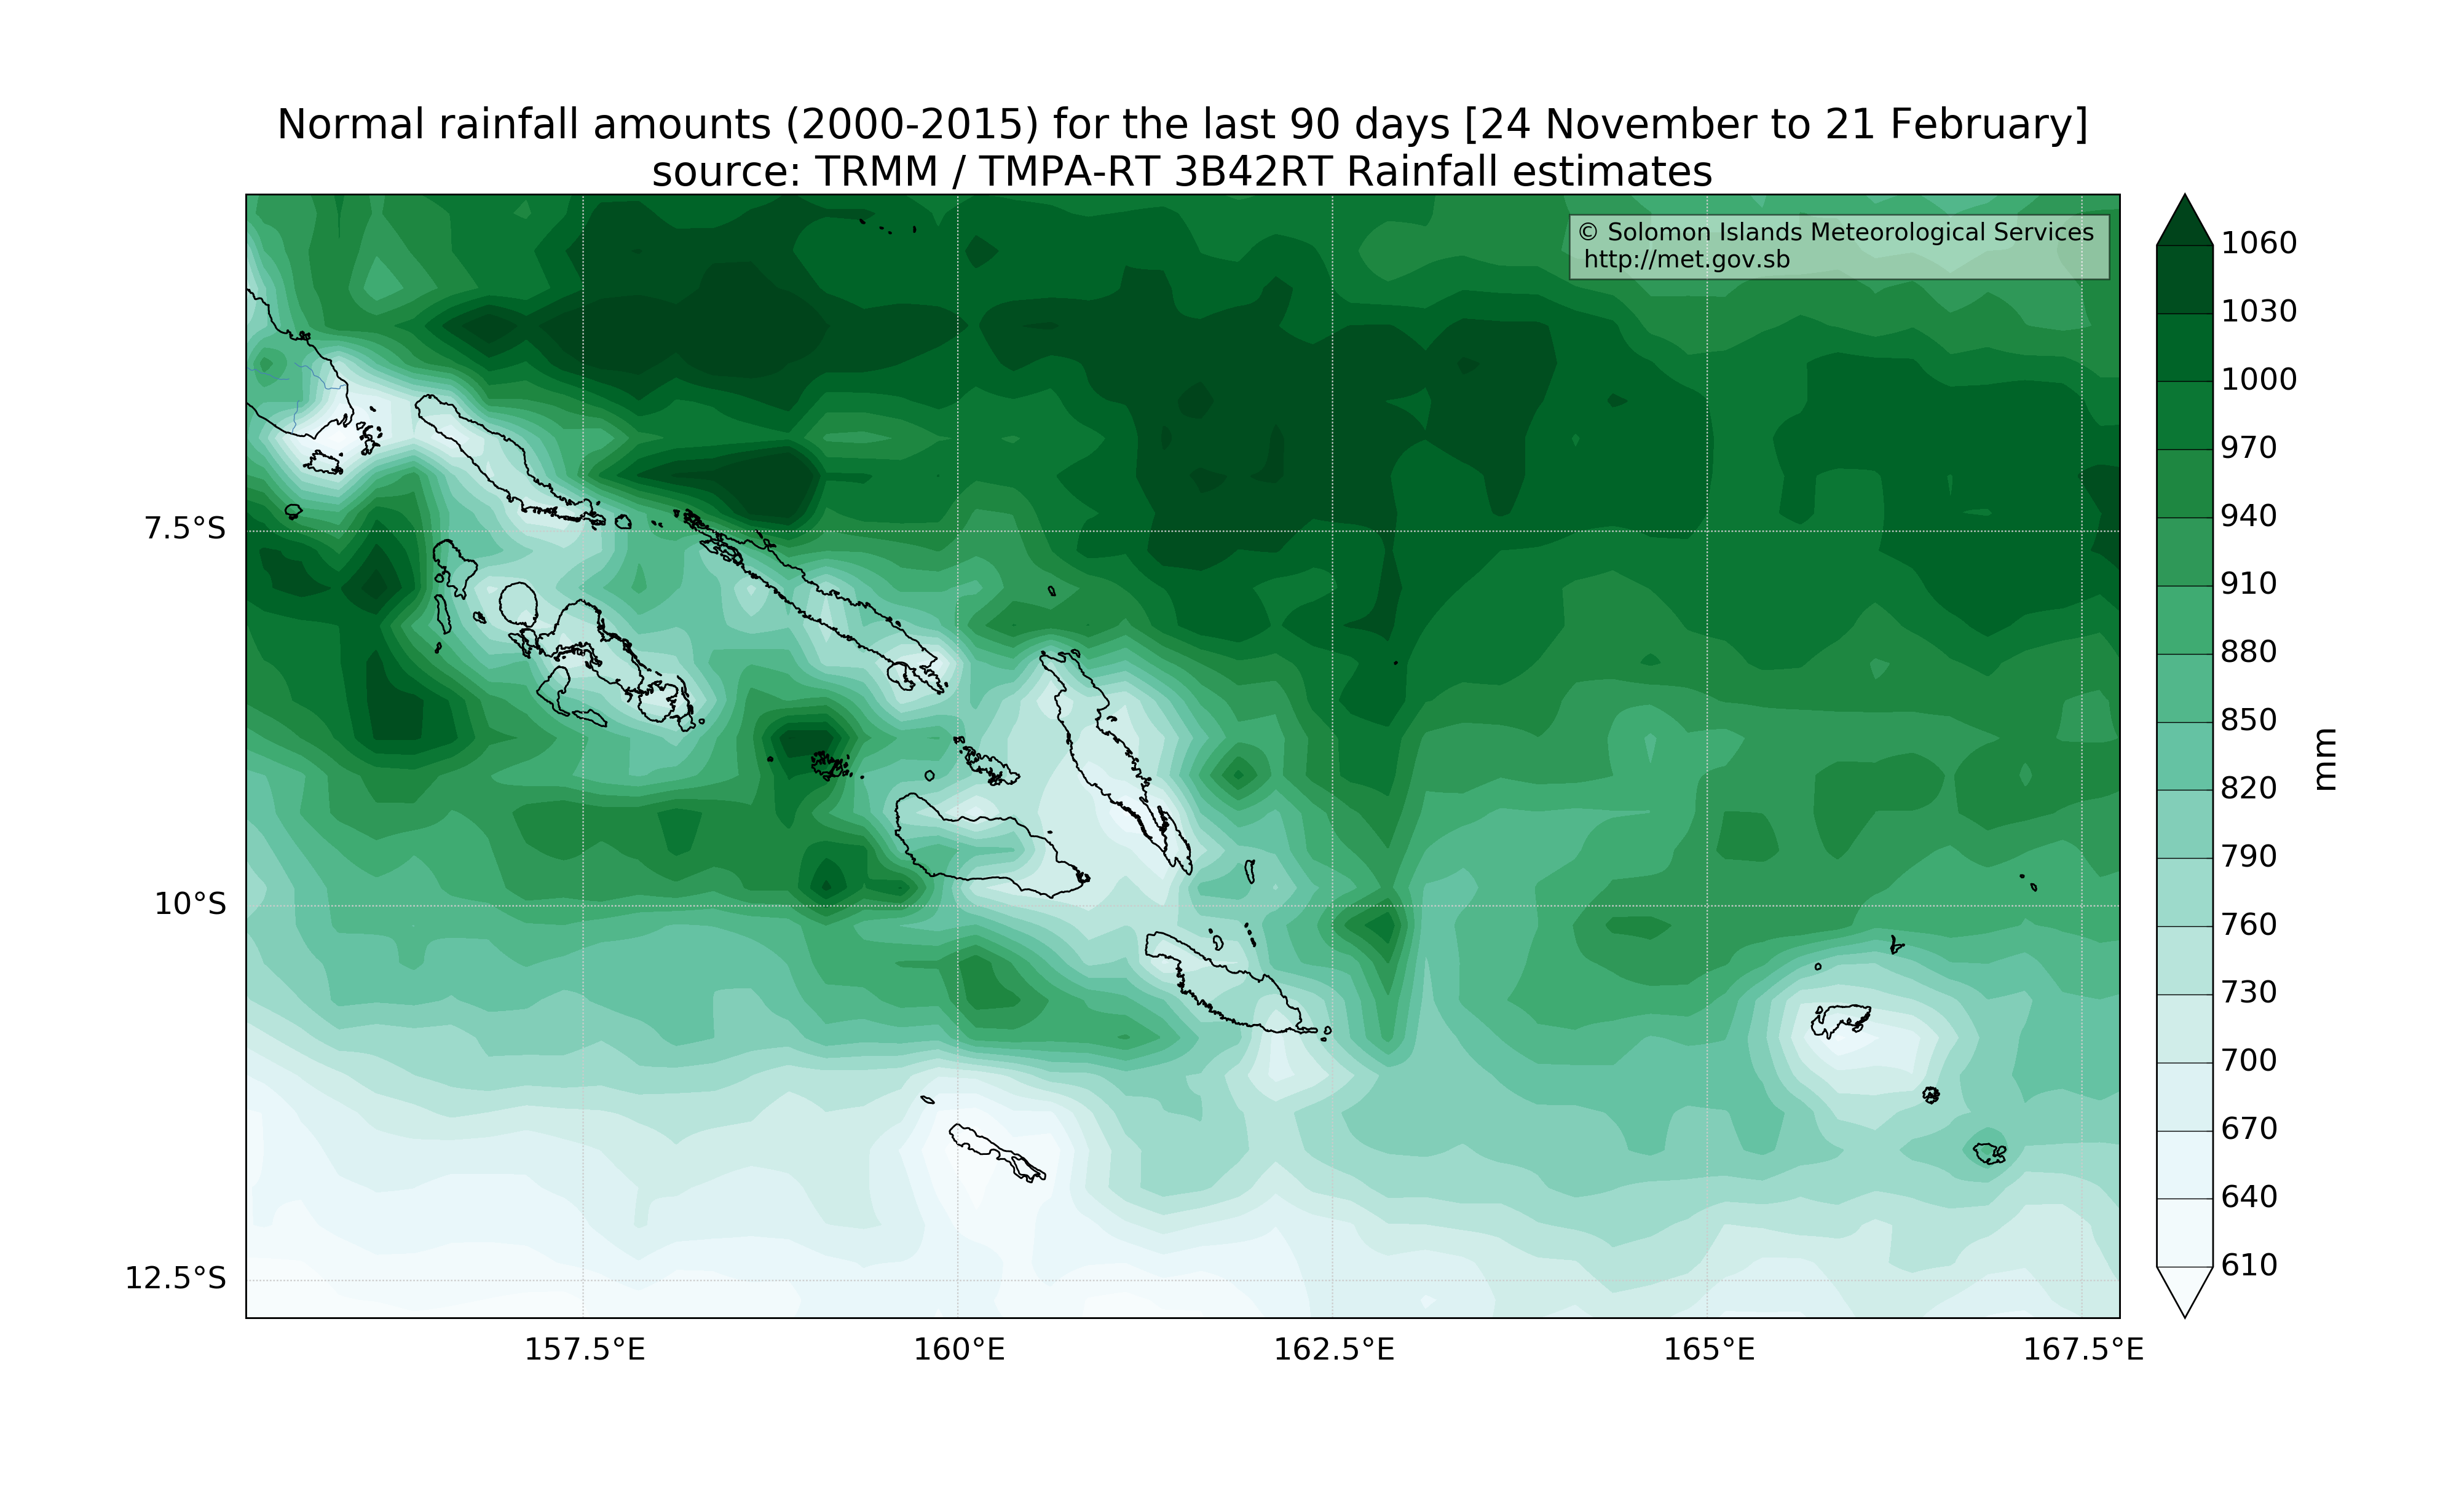 Normal rainfall amounts (2000-2015) for the last 90 days [24 November to 21 February]
source: TRMM / TMPA-RT 3B42RT Rainfall estimates
© Solomon Islands Meteorological Services
http://met.gov.sb
7.5°S
10°S
12.5°S
157.5°E
160°E
162.5°E
165°E
167.5°E
1060
1030
1000
970
940
910
880
850
820
790
760
730
700
670
640
610
mm